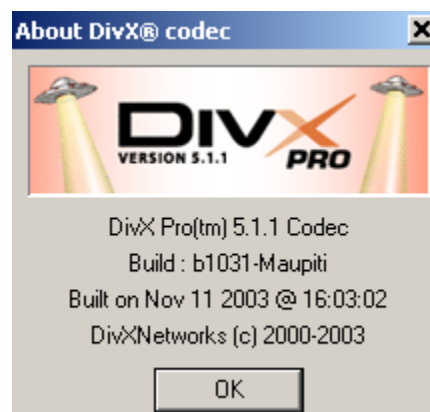 About DivX® codec
DIVX
VERSION 5.1.1
PRO
DivX Pro(tm) 5.1.1 Codec
Build : b1031-Maupiti
Built on Nov 11 2003 @ 16:03:02
DivXNetworks (c) 2000-2003
OK